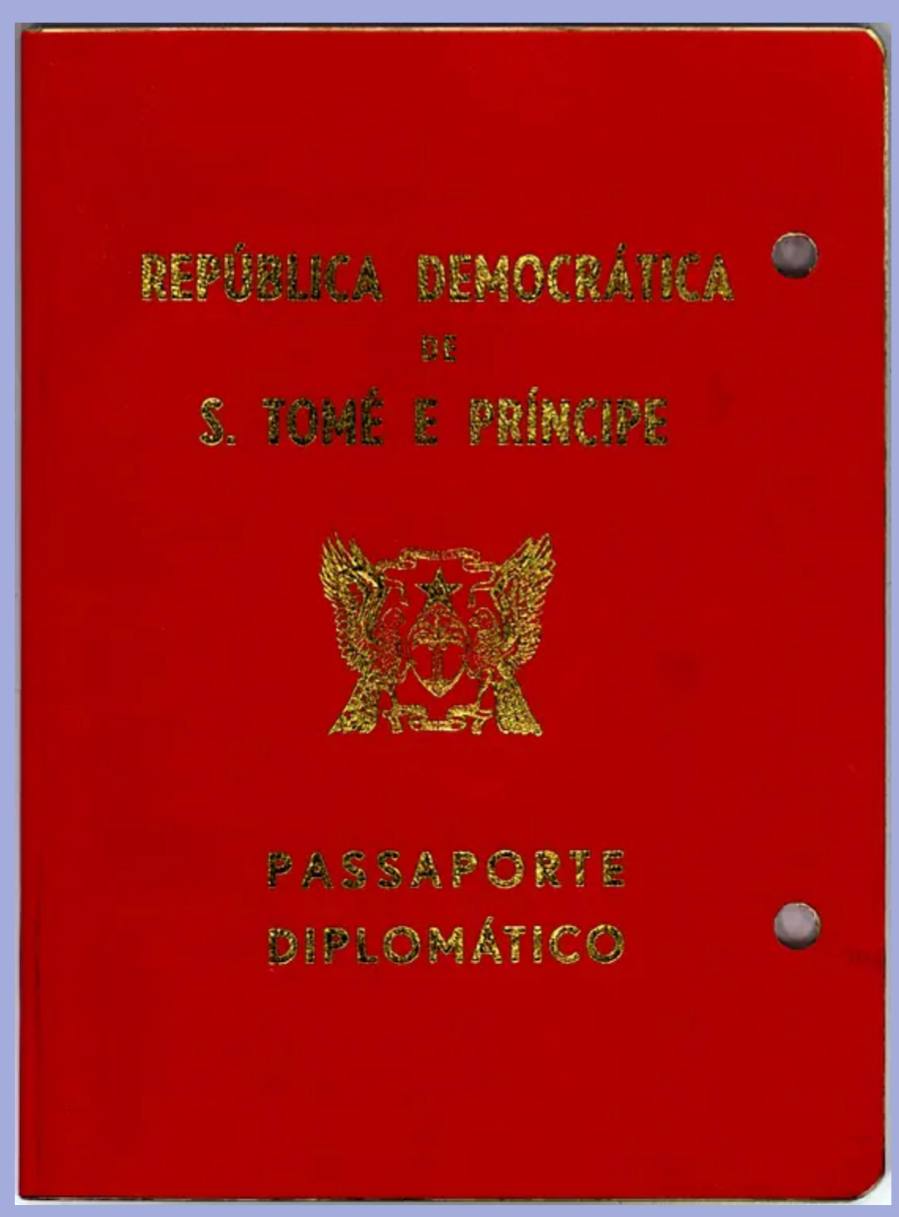 REPÚBLICA DEMOCRÁTICA
DE
S. TOMÉ E PRÍNCIPE
PASSAPORTE
DIPLOMÁTICO